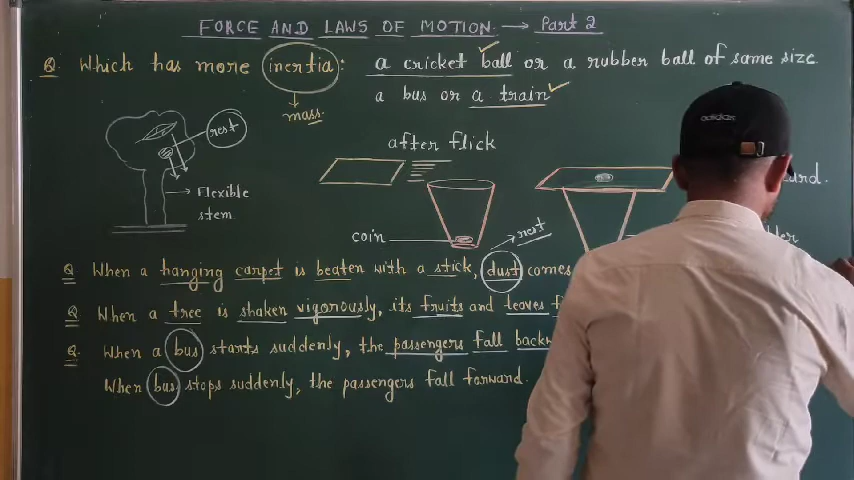 FORCE AND LAWS OF MOTION → Part 2
Q. Which has more inertia: a cricket ball or a rubber ball of same size.
a bus or a train
mass
rest
after flick
Flexible
stem
coin
rest
Q When a hanging carpet is beaten with a stick, dust comes
Q When a tree is shaken vigorously, its fruits and leaves
Q. When a bus starts suddenly, the passengers fall
When bus stops suddenly, the passengers fall forward.
adidas